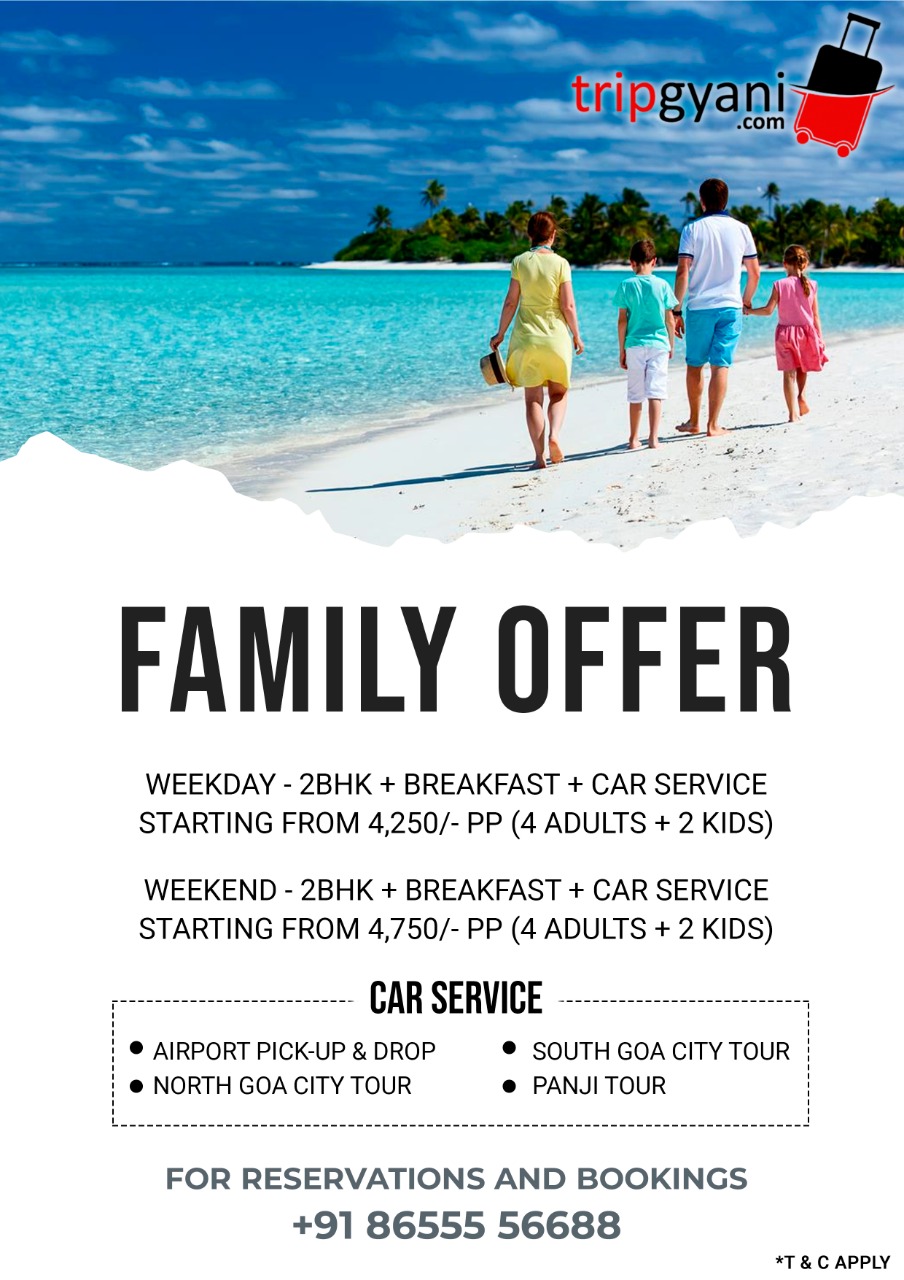 tripgyani
.com
FAMILY OFFER
WEEKDAY - 2BHK + BREAKFAST + CAR SERVICE
STARTING FROM 4,250/- PP (4 ADULTS + 2 KIDS)
WEEKEND - 2BHK + BREAKFAST + CAR SERVICE
STARTING FROM 4,750/- PP (4 ADULTS + 2 KIDS)
CAR SERVICE
● AIRPORT PICK-UP & DROP
● NORTH GOA CITY TOUR
● SOUTH GOA CITY TOUR
● PANJI TOUR
FOR RESERVATIONS AND BOOKINGS
+91 86555 56688
*T & C APPLY